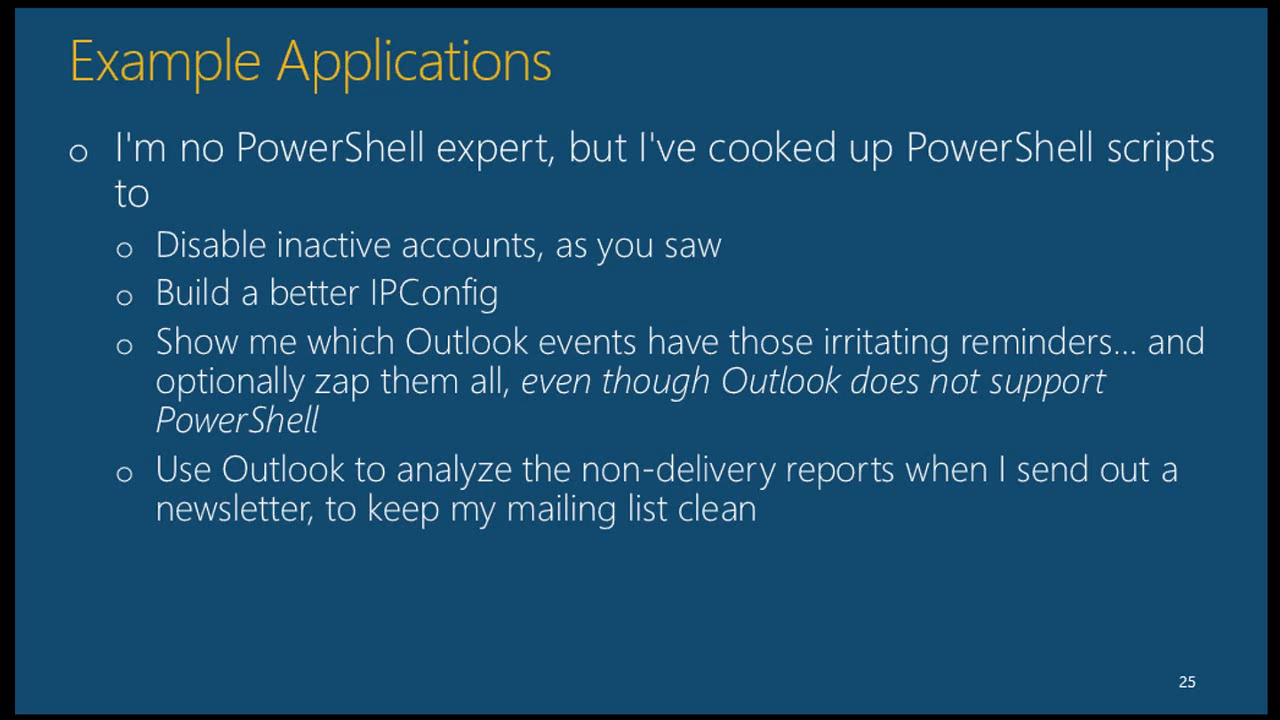 Example Applications
o I'm no PowerShell expert, but I've cooked up PowerShell scripts
to
o Disable inactive accounts, as you saw
o Build a better IPConfig
o Show me which Outlook events have those irritating reminders... and
optionally zap them all, even though Outlook does not support
PowerShell
o Use Outlook to analyze the non-delivery reports when I send out a
newsletter, to keep my mailing list clean
25